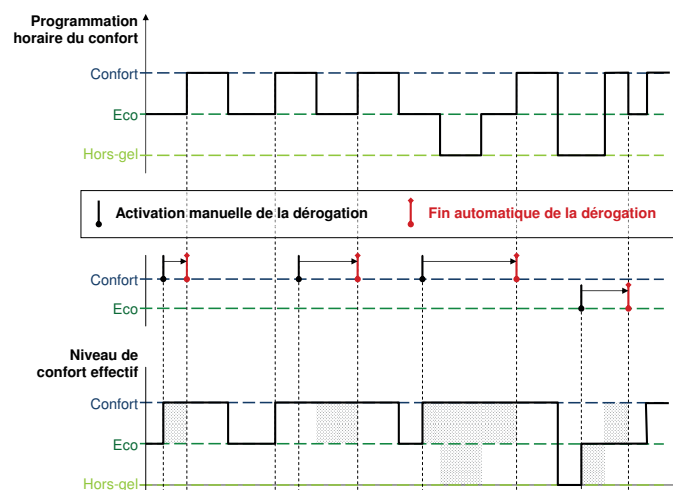 Programmation
horaire du confort
Confort
Eco
Hors-gel
Activation manuelle de la dérogation
Fin automatique de la dérogation
Confort
Eco
Niveau de
confort effectif
Confort
Eco
Hors-gel